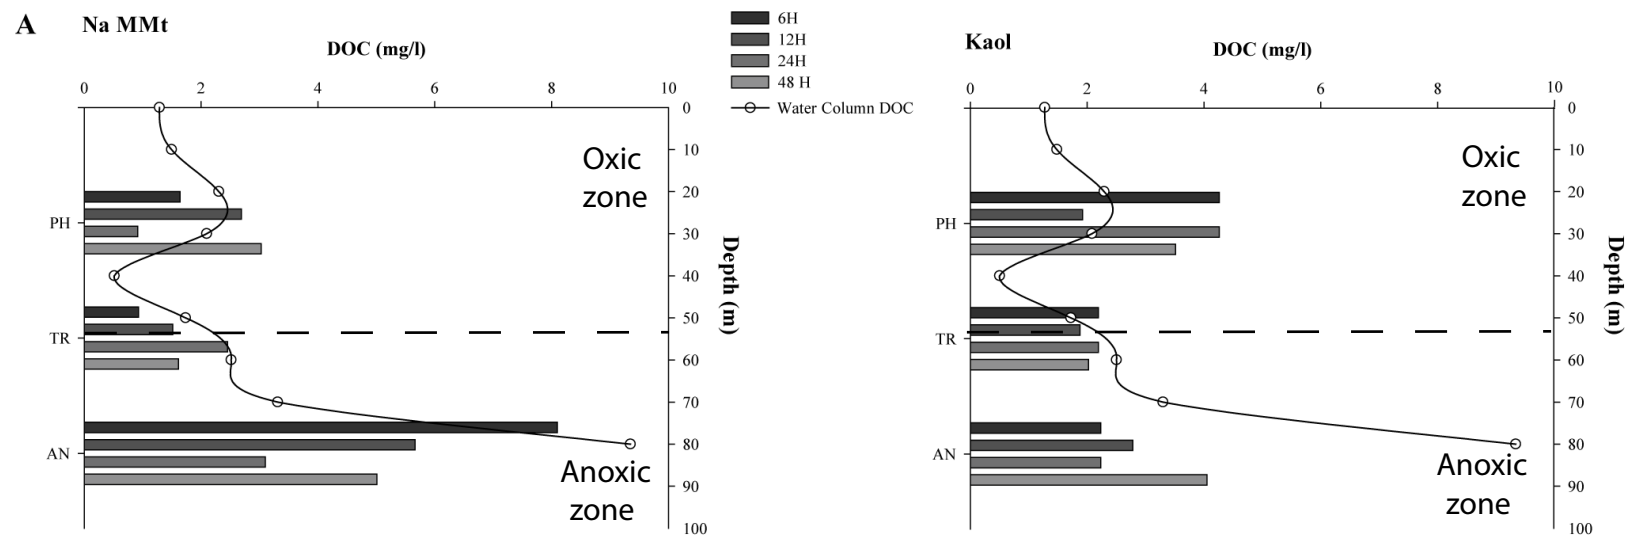 A
Na MMt
DOC (mg/l)
0 2 4 6 8 10
0
10
20
30
40
50
60
70
80
90
100
Depth (m)
PH
TR
AN
Oxic
zone
Anoxic
zone
6H
12H
24H
48 H
Water Column DOC
Kaol
DOC (mg/l)
0 2 4 6 8 10
0
10
20
30
40
50
60
70
80
90
100
Depth (m)
PH
TR
AN
Oxic
zone
Anoxic
zone